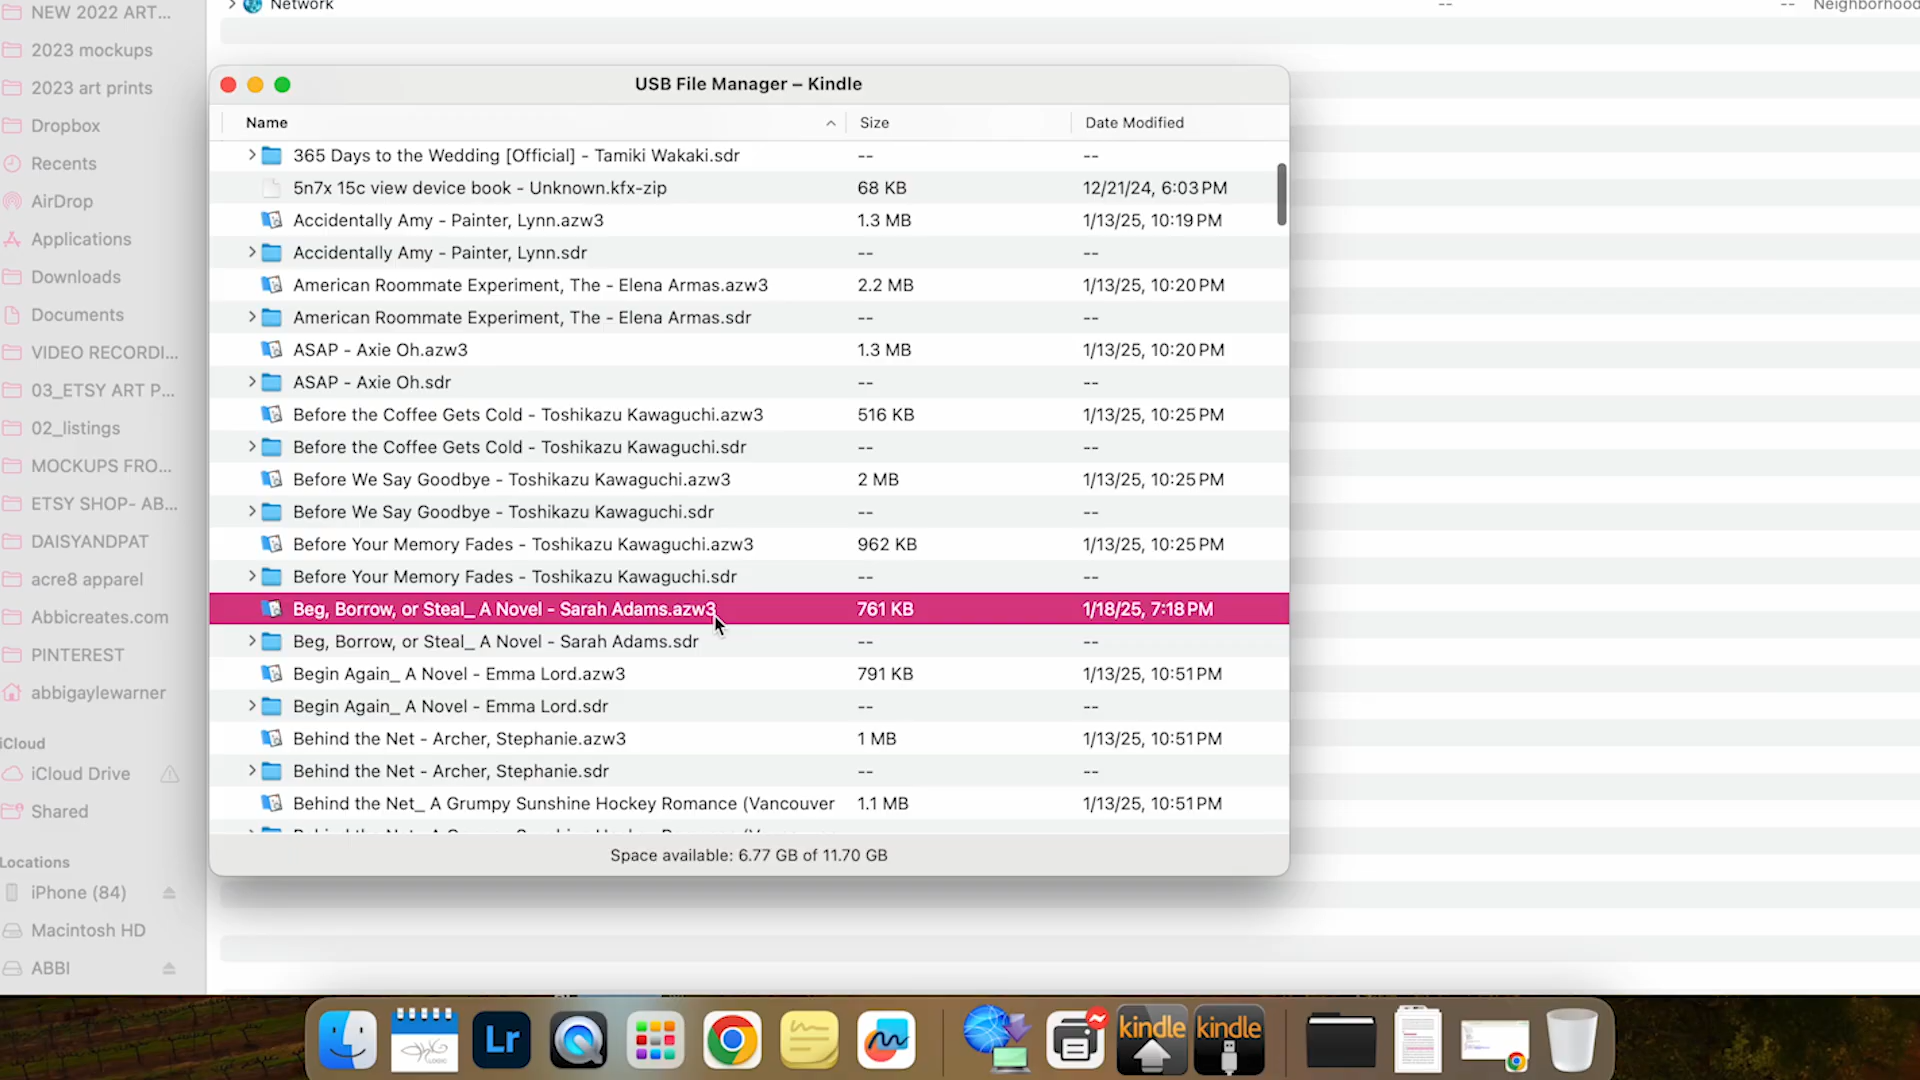 Network
--
--
Neighborhood
NEW 2022 ART...
2023 mockups
2023 art prints
Dropbox
Recents
AirDrop
Applications
Downloads
Documents
VIDEO RECORDI...
03_ETSY ART P...
02_listings
MOCKUPS FRO...
ETSY SHOP- AB...
DAISYANDPAT
acre8 apparel
Abbicreates.com
PINTEREST
abbigaylewarner
iCloud
iCloud Drive
Shared
Locations
iPhone (84)
Macintosh HD
ABBI
USB File Manager – Kindle
Name Size Date Modified
365 Days to the Wedding [Official] - Tamiki Wakaki.sdr -- --
5n7x 15c view device book - Unknown.kfx-zip 68 KB 12/21/24, 6:03 PM
Accidentally Amy - Painter, Lynn.azw3 1.3 MB 1/13/25, 10:19 PM
Accidentally Amy - Painter, Lynn.sdr -- --
American Roommate Experiment, The - Elena Armas.azw3 2.2 MB 1/13/25, 10:20 PM
American Roommate Experiment, The - Elena Armas.sdr -- --
ASAP - Axie Oh.azw3 1.3 MB 1/13/25, 10:20 PM
ASAP - Axie Oh.sdr -- --
Before the Coffee Gets Cold - Toshikazu Kawaguchi.azw3 516 KB 1/13/25, 10:25 PM
Before the Coffee Gets Cold - Toshikazu Kawaguchi.sdr -- --
Before We Say Goodbye - Toshikazu Kawaguchi.azw3 2 MB 1/13/25, 10:25 PM
Before We Say Goodbye - Toshikazu Kawaguchi.sdr -- --
Before Your Memory Fades - Toshikazu Kawaguchi.azw3 962 KB 1/13/25, 10:25 PM
Before Your Memory Fades - Toshikazu Kawaguchi.sdr -- --
Beg, Borrow, or Steal_ A Novel - Sarah Adams.azw3 761 KB 1/18/25, 7:18 PM
Beg, Borrow, or Steal_ A Novel - Sarah Adams.sdr -- --
Begin Again_ A Novel - Emma Lord.azw3 791 KB 1/13/25, 10:51 PM
Begin Again_ A Novel - Emma Lord.sdr -- --
Behind the Net - Archer, Stephanie.azw3 1 MB 1/13/25, 10:51 PM
Behind the Net - Archer, Stephanie.sdr -- --
Behind the Net_ A Grumpy Sunshine Hockey Romance (Vancouver 1.1 MB 1/13/25, 10:51 PM
Space available: 6.77 GB of 11.70 GB
Lr
kindle
kindle